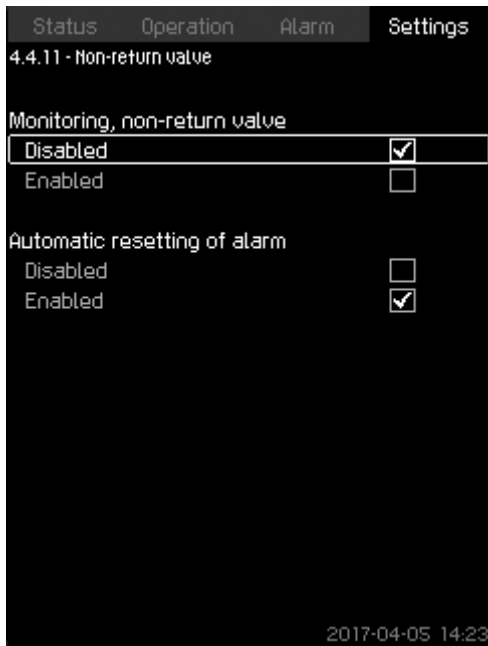 Status Operation Alarm Settings
4.4.11 - Non-return valve
Monitoring, non-return valve
Disabled
Enabled
Automatic resetting of alarm
Disabled
Enabled
2017-04-05 14:23